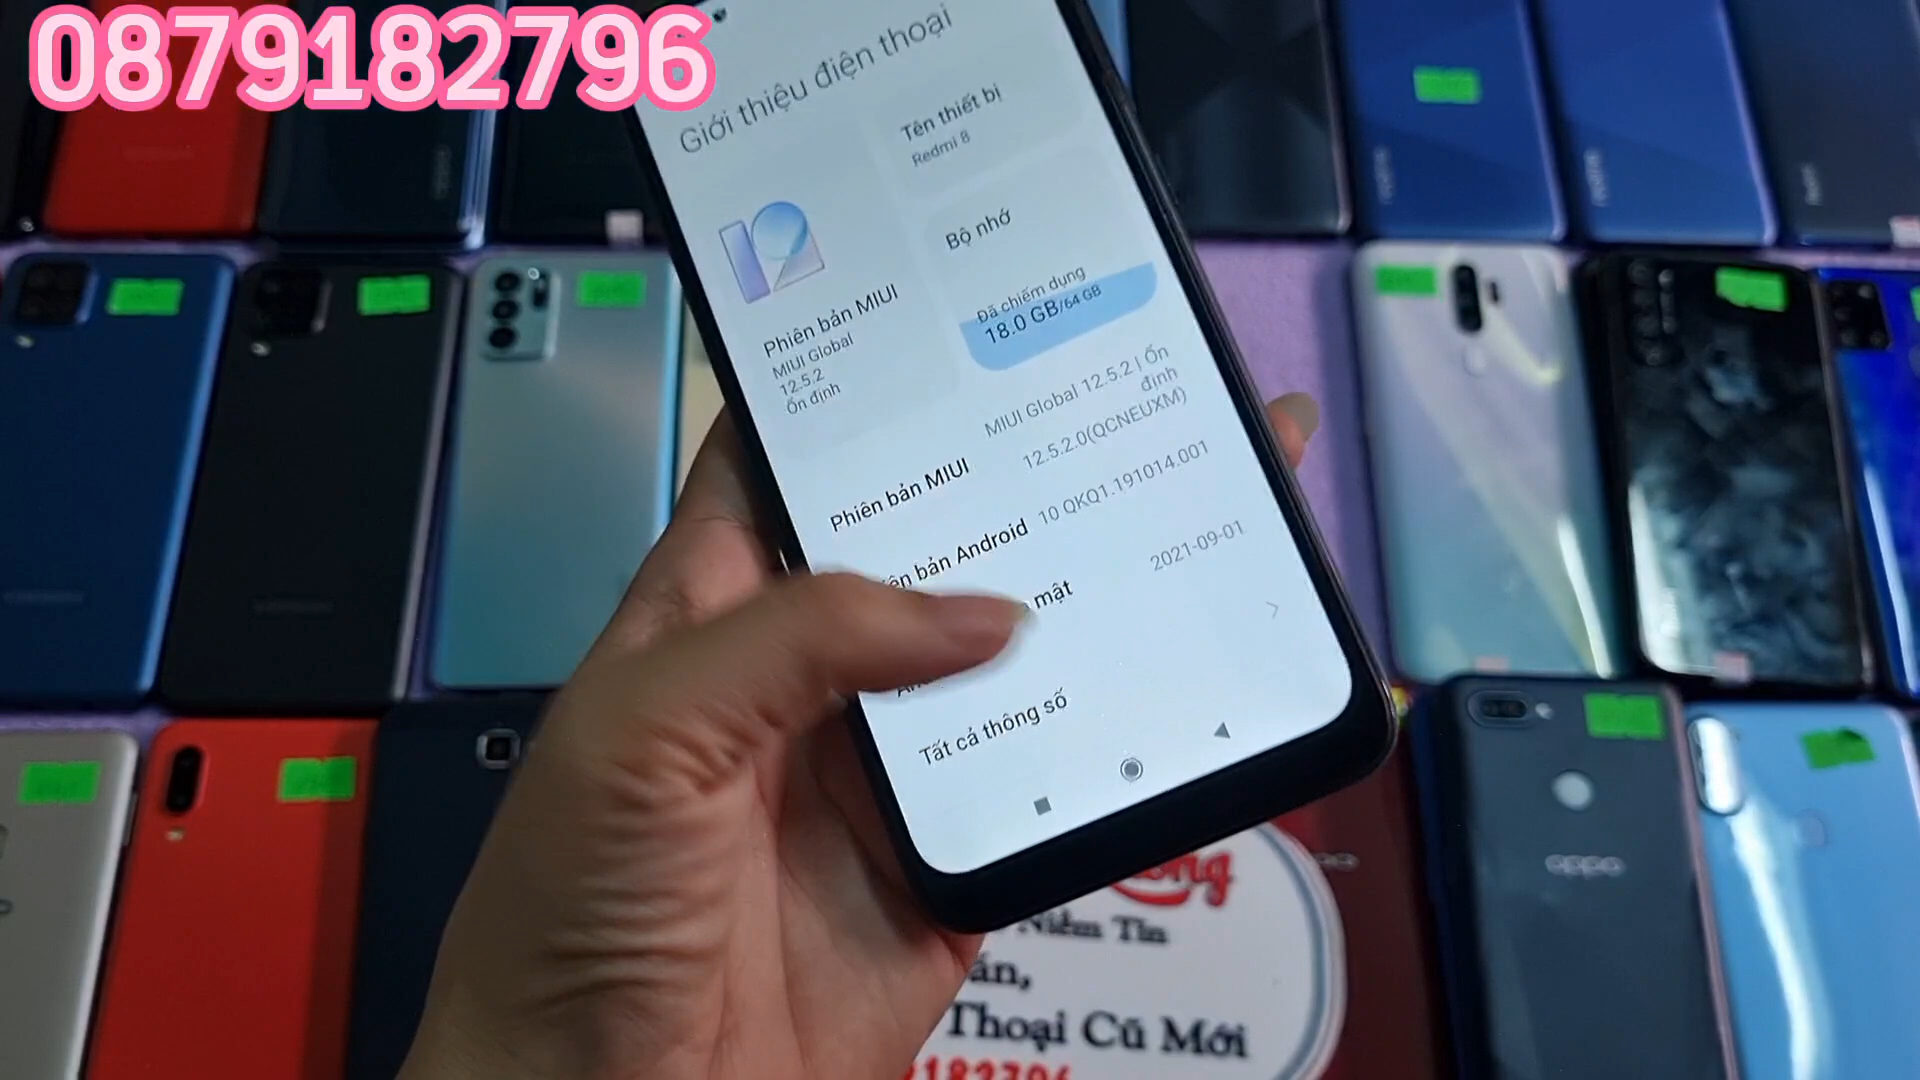 0879182796
Giới thiệu điện thoại
Tên thiết bị
Redmi 8
Phiên bản MIUI
MIUI Global
12.5.2
Ổn định
Bộ nhớ
Đã chiếm dụng
18.0 GB/64 GB
Phiên bản MIUI
MIUI Global 12.5.2 | Ổn
định
12.5.2.0(QCNEUXM)
bản Android
10 QKQ1.191014.001
mật
2021-09-01
Tất cả thông số
Niềm Tin
Thoại Cũ Mới
9182796
oppo